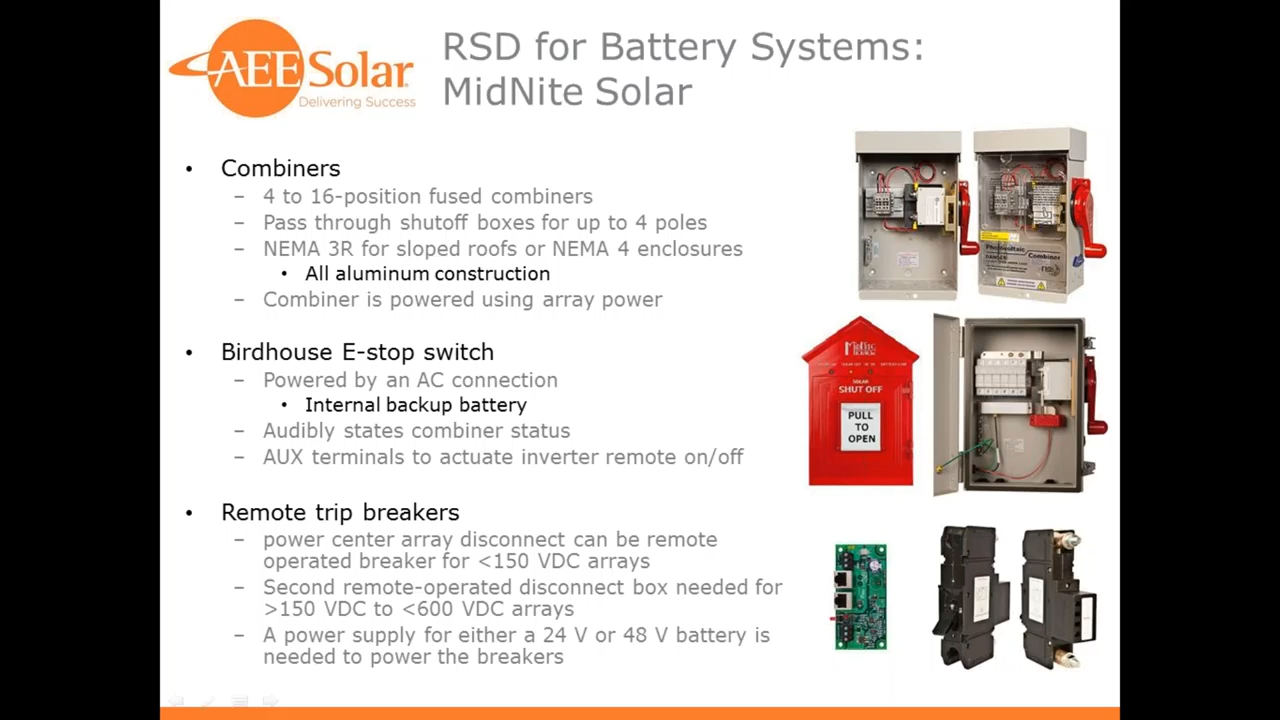 AEE Solar
Delivering Success
RSD for Battery Systems:
MidNite Solar
• Combiners
– 4 to 16-position fused combiners
– Pass through shutoff boxes for up to 4 poles
– NEMA 3R for sloped roofs or NEMA 4 enclosures
• All aluminum construction
– Combiner is powered using array power
• Birdhouse E-stop switch
– Powered by an AC connection
• Internal backup battery
– Audibly states combiner status
– AUX terminals to actuate inverter remote on/off
• Remote trip breakers
– power center array disconnect can be remote
operated breaker for <150 VDC arrays
– Second remote-operated disconnect box needed for
>150 VDC to <600 VDC arrays
– A power supply for either a 24 V or 48 V battery is
needed to power the breakers
Photovoltaic
Combiner
MidNite
SOLAR
SHUT OFF
PULL
TO
OPEN